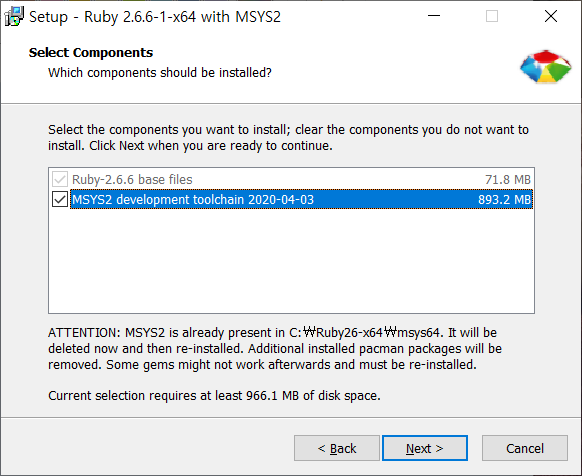 Setup - Ruby 2.6.6-1-x64 with MSYS2
Select Components
Which components should be installed?
Select the components you want to install; clear the components you do not want to
install. Click Next when you are ready to continue.
Ruby-2.6.6 base files 71.8 MB
MSYS2 development toolchain 2020-04-03 893.2 MB
ATTENTION: MSYS2 is already present in C:₩Ruby26-x64₩msys64. It will be
deleted now and then re-installed. Additional installed pacman packages will be
removed. Some gems might not work afterwards and must be re-installed.
Current selection requires at least 966.1 MB of disk space.
< Back Next > Cancel